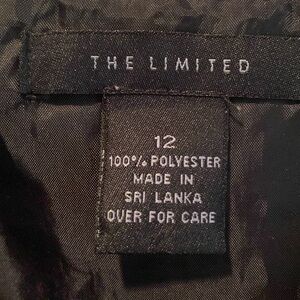 THE LIMITED
12
100% POLYESTER
MADE IN
SRI LANKA
OVER FOR CARE